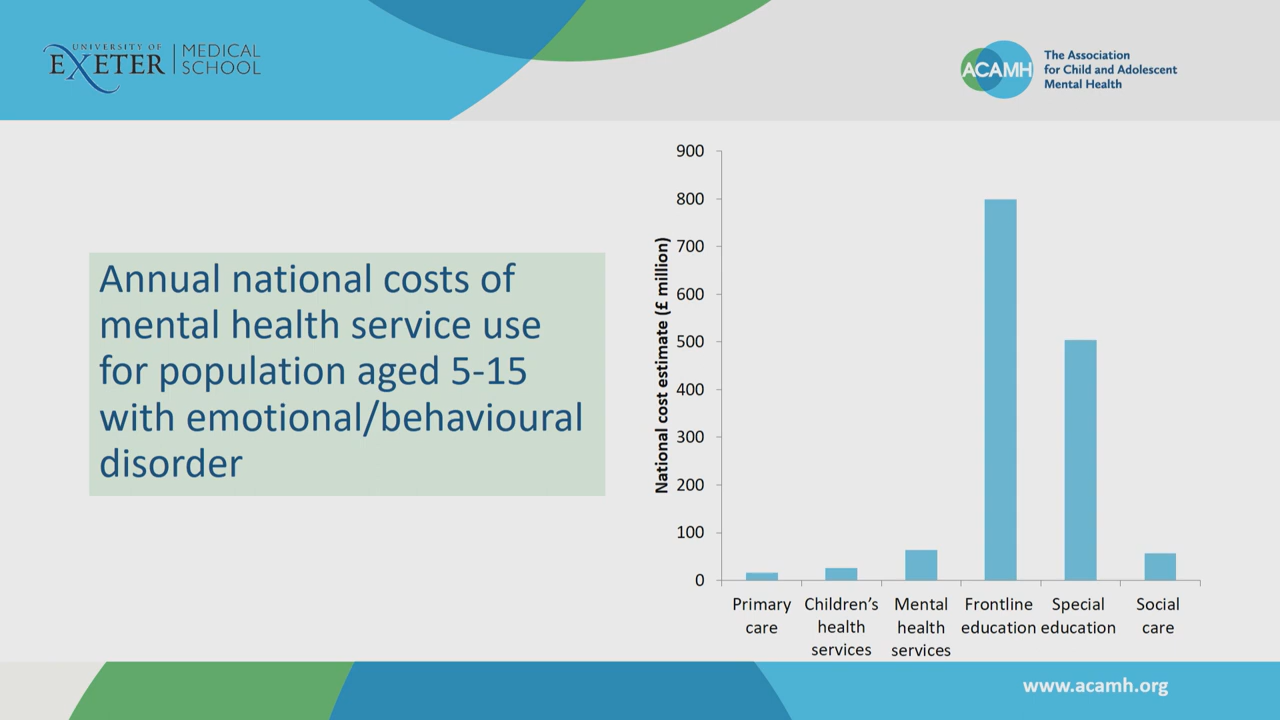 UNIVERSITY OF
EXETER
MEDICAL
SCHOOL
ACAMH
The Association
for Child and Adolescent
Mental Health
Annual national costs of
mental health service use
for population aged 5-15
with emotional/behavioural
disorder
National cost estimate (£ million)
900
800
700
600
500
400
300
200
100
0
Primary
care
Children’s
health
services
Mental
health
services
Frontline
education
Special
education
Social
care
www.acamh.org